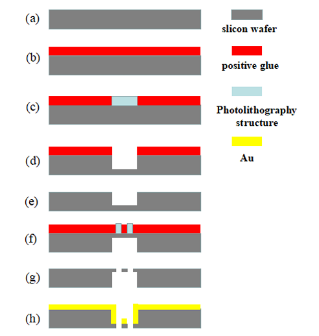 (a)
slicon wafer
(b)
positive glue
(c)
Photolithography
structure
(d)
Au
(e)
(f)
(g)
(h)